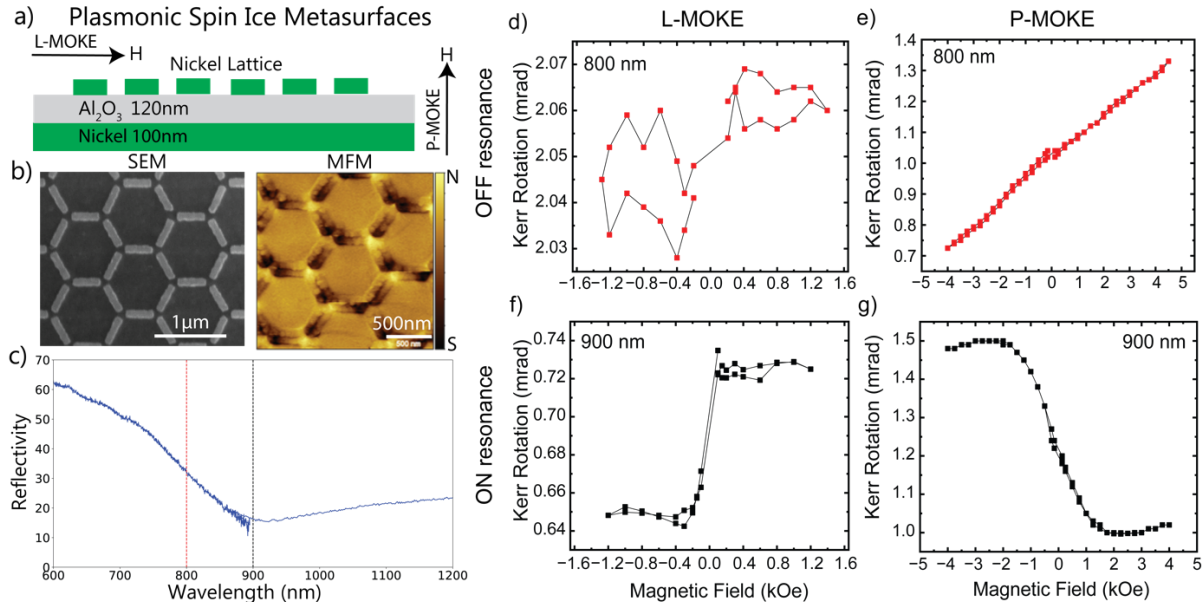 a) Plasmonic Spin Ice Metasurfaces
L-MOKE
H
Nickel Lattice
Al2O3 120nm
Nickel 100nm
H
P-MOKE
b)
SEM
MFM
1µm
500nm
500 nm
N
S
c)
70
60
50
40
30
20
10
0
Reflectivity
600 700 800 900 1000 1100 1200
Wavelength (nm)
L-MOKE
P-MOKE
OFF resonance
ON resonance
d)
800 nm
2.07
2.06
2.05
2.04
2.03
Kerr Rotation (mrad)
−1.6 −1.2 −0.8 −0.4 0.0 0.4 0.8 1.2 1.6
e)
800 nm
1.4
1.3
1.2
1.1
1.0
0.9
0.8
0.7
Kerr Rotation (mrad)
−5 −4 −3 −2 −1 0 1 2 3 4 5
f)
900 nm
0.74
0.72
0.70
0.68
0.66
0.64
Kerr Rotation (mrad)
−1.6 −1.2 −0.8 −0.4 0.0 0.4 0.8 1.2 1.6
Magnetic Field (kOe)
g)
900 nm
1.5
1.4
1.3
1.2
1.1
1.0
Kerr Rotation (mrad)
−5 −4 −3 −2 −1 0 1 2 3 4 5
Magnetic Field (kOe)